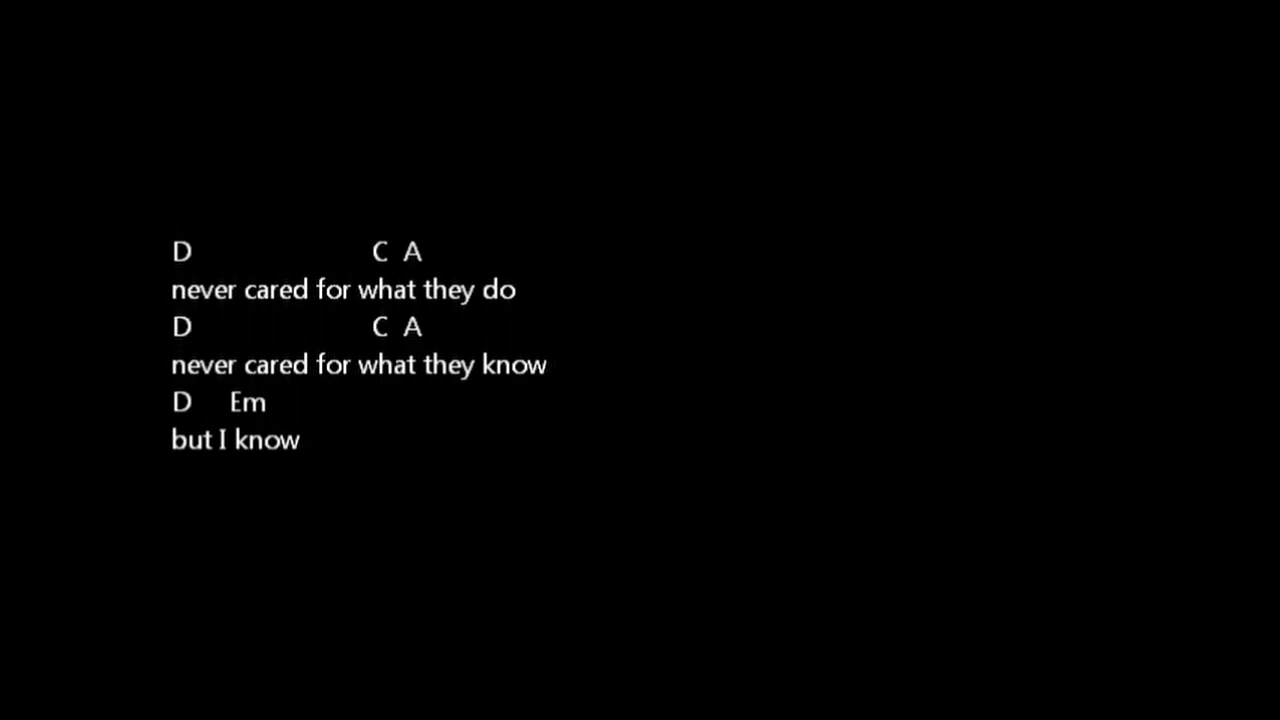 D C A
never cared for what they do
D C A
never cared for what they know
D Em
but I know